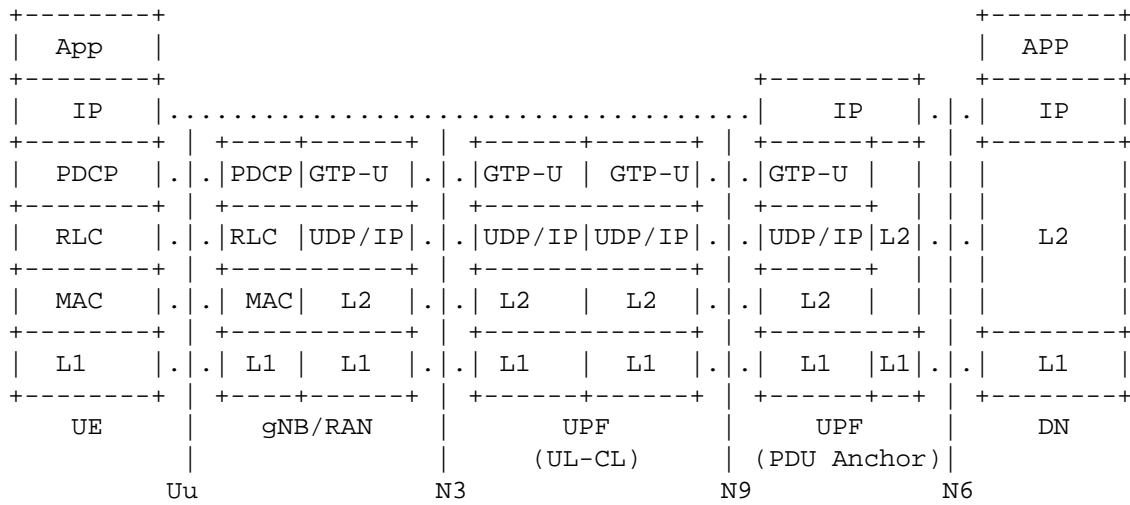 App APP
IP IP IP
PDCP PDCP GTP-U GTP-U GTP-U GTP-U
RLC RLC UDP/IP UDP/IP UDP/IP UDP/IP L2 L2
MAC MAC L2 L2 L2 L2
L1 L1 L1 L1 L1 L1 L1 L1
UE gNB/RAN UPF UPF DN
(UL-CL) (PDU Anchor)
Uu N3 N9 N6